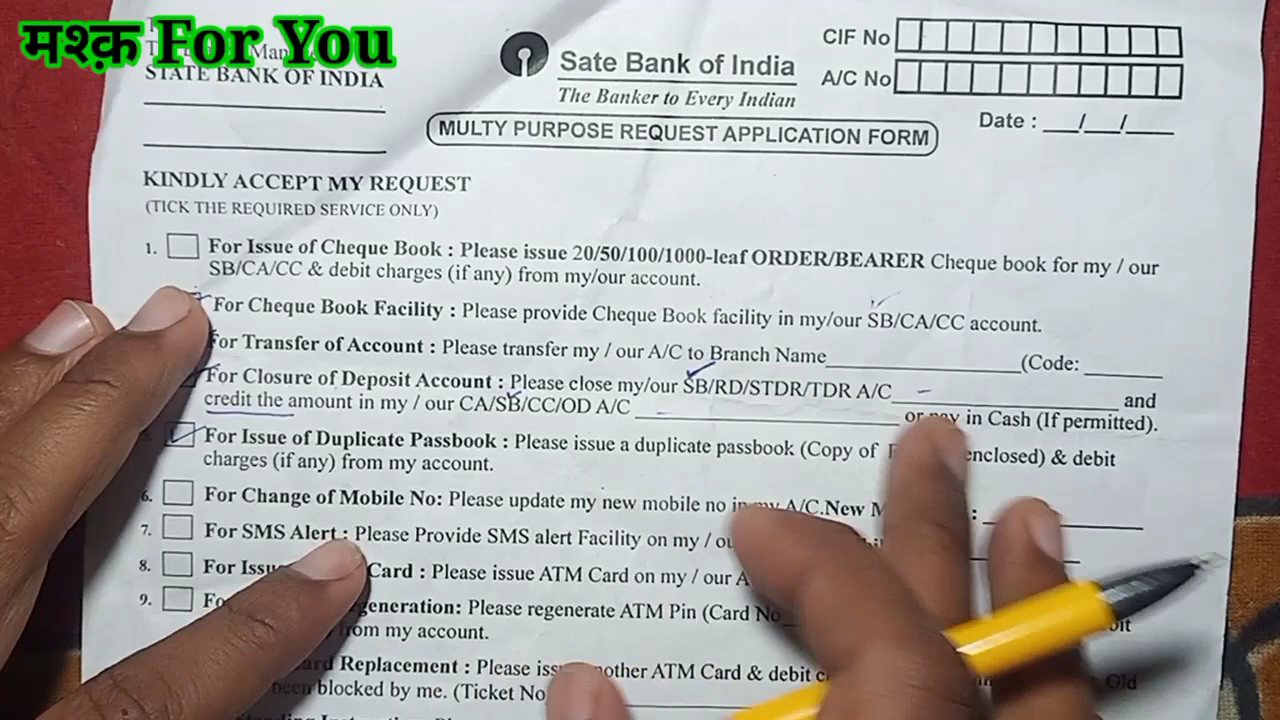 मश्क़ For You
STATE BANK OF INDIA
Sate Bank of India
The Banker to Every Indian
MULTY PURPOSE REQUEST APPLICATION FORM
CIF No
A/C No
Date : ___/___/____
KINDLY ACCEPT MY REQUEST
(TICK THE REQUIRED SERVICE ONLY)
1. For Issue of Cheque Book : Please issue 20/50/100/1000-leaf ORDER/BEARER Cheque book for my / our
SB/CA/CC & debit charges (if any) from my/our account.
For Cheque Book Facility : Please provide Cheque Book facility in my/our SB/CA/CC account.
For Transfer of Account : Please transfer my / our A/C to Branch Name (Code:
For Closure of Deposit Account : Please close my/our SB/RD/STDR/TDR A/C and
credit the amount in my / our CA/SB/CC/OD A/C or pay in Cash (If permitted).
For Issue of Duplicate Passbook : Please issue a duplicate passbook (Copy of enclosed) & debit
charges (if any) from my account.
6. For Change of Mobile No: Please update my new mobile no in my A/C.New :
7. For SMS Alert : Please Provide SMS alert Facility on my /
8. For Card : Please issue ATM Card on my / our
9. Please regenerate ATM Pin (Card No
from my account.
Replacement : Please ATM Card & debit Old
been blocked by me. (Ticket No